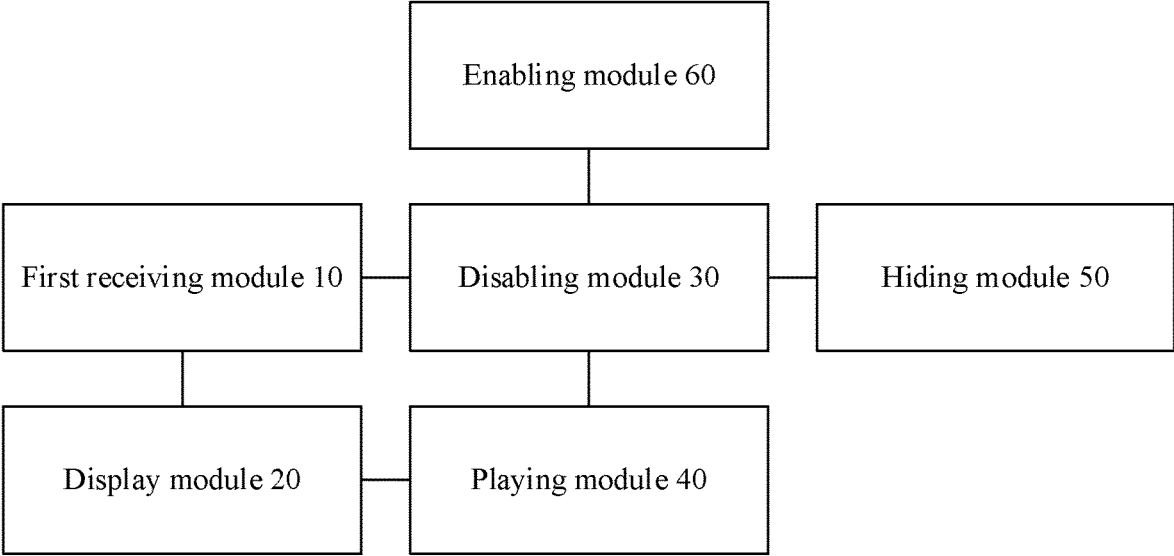 Enabling module 60
First receiving module 10
Disabling module 30
Hiding module 50
Display module 20
Playing module 40